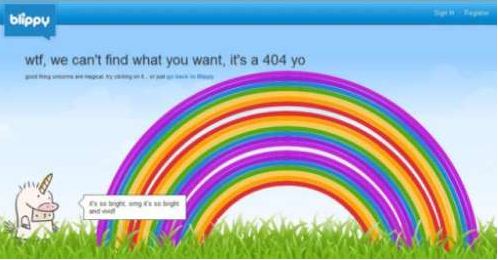 blippy
Sign In
Register
wtf, we can't find what you want, it's a 404 yo
good thing unicorns are magical, try clicking on it... or just go back to Blippy
it's so bright. omg it's so bright
and vivid!